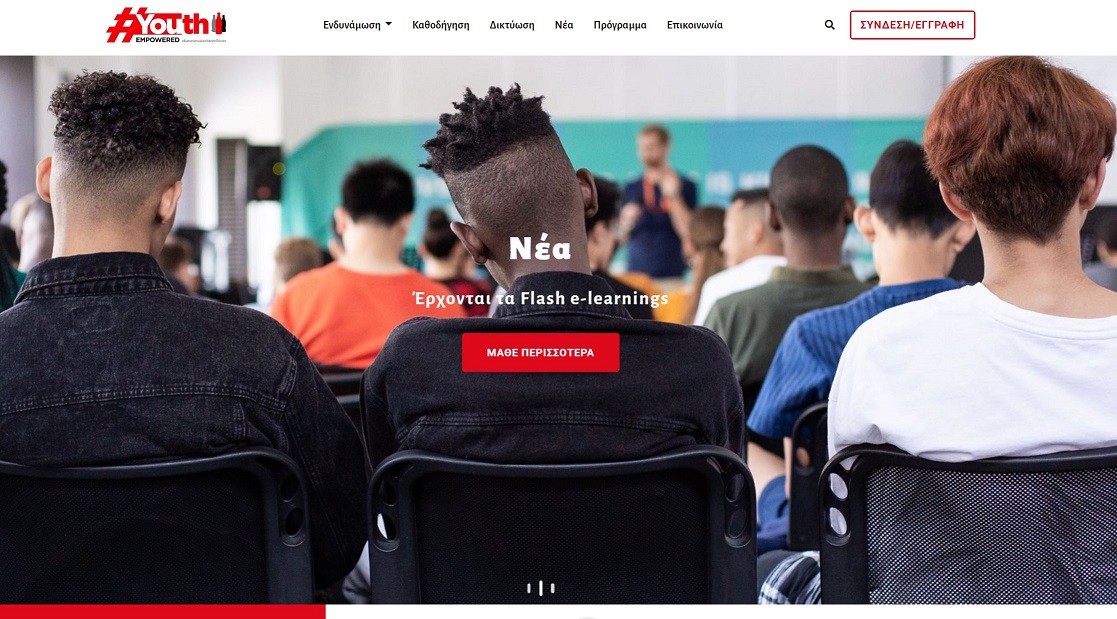 #Youth
EMPOWERED
Ενδυνάμωση
Καθοδήγηση
Δικτύωση
Νέα
Πρόγραμμα
Επικοινωνία
ΣΥΝΔΕΣΗ/ΕΓΓΡΑΦΗ
Νέα
Έρχονται τα Flash e-learnings
ΜΑΘΕ ΠΕΡΙΣΣΟΤΕΡΑ